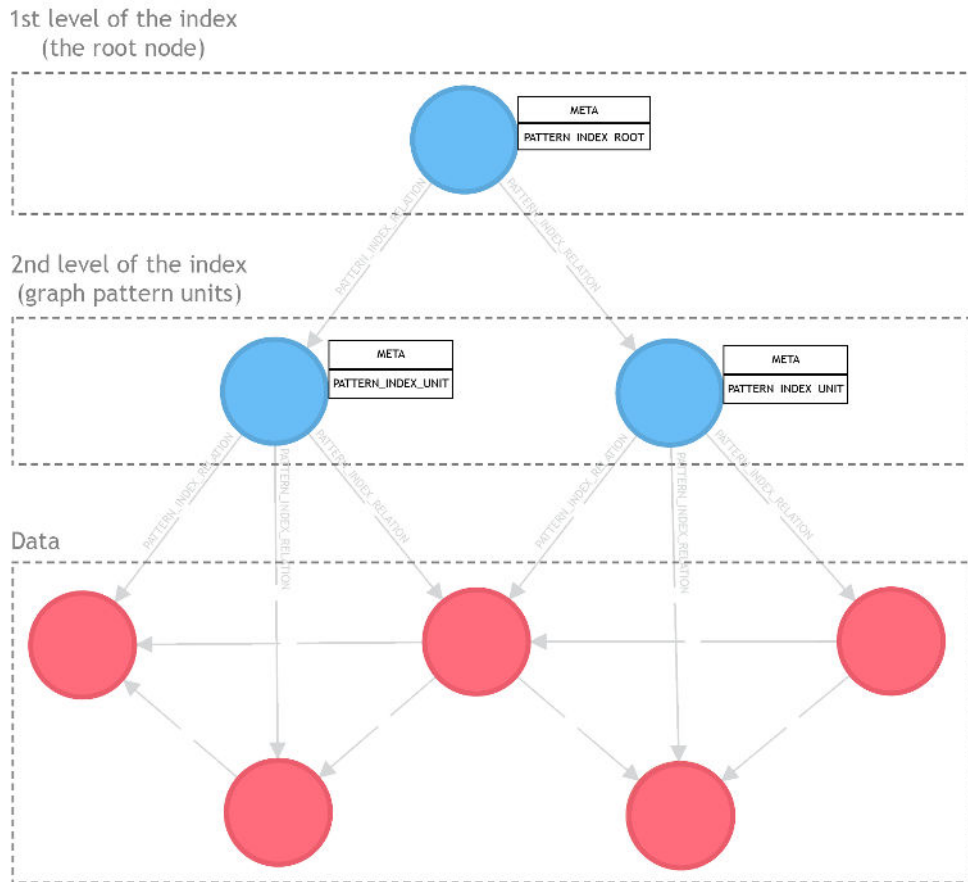 1st level of the index
(the root node)
META
PATTERN INDEX ROOT
PATTERN_INDEX_RELATION
PATTERN_INDEX_RELATION
2nd level of the index
(graph pattern units)
META
PATTERN_INDEX_UNIT
META
PATTERN INDEX UNIT
PATTERN_INDEX_RELATION
PATTERN_INDEX_RELATION
PATTERN_INDEX_RELATION
PATTERN_INDEX_RELATION
PATTERN_INDEX_RELATION
PATTERN_INDEX_RELATION
Data